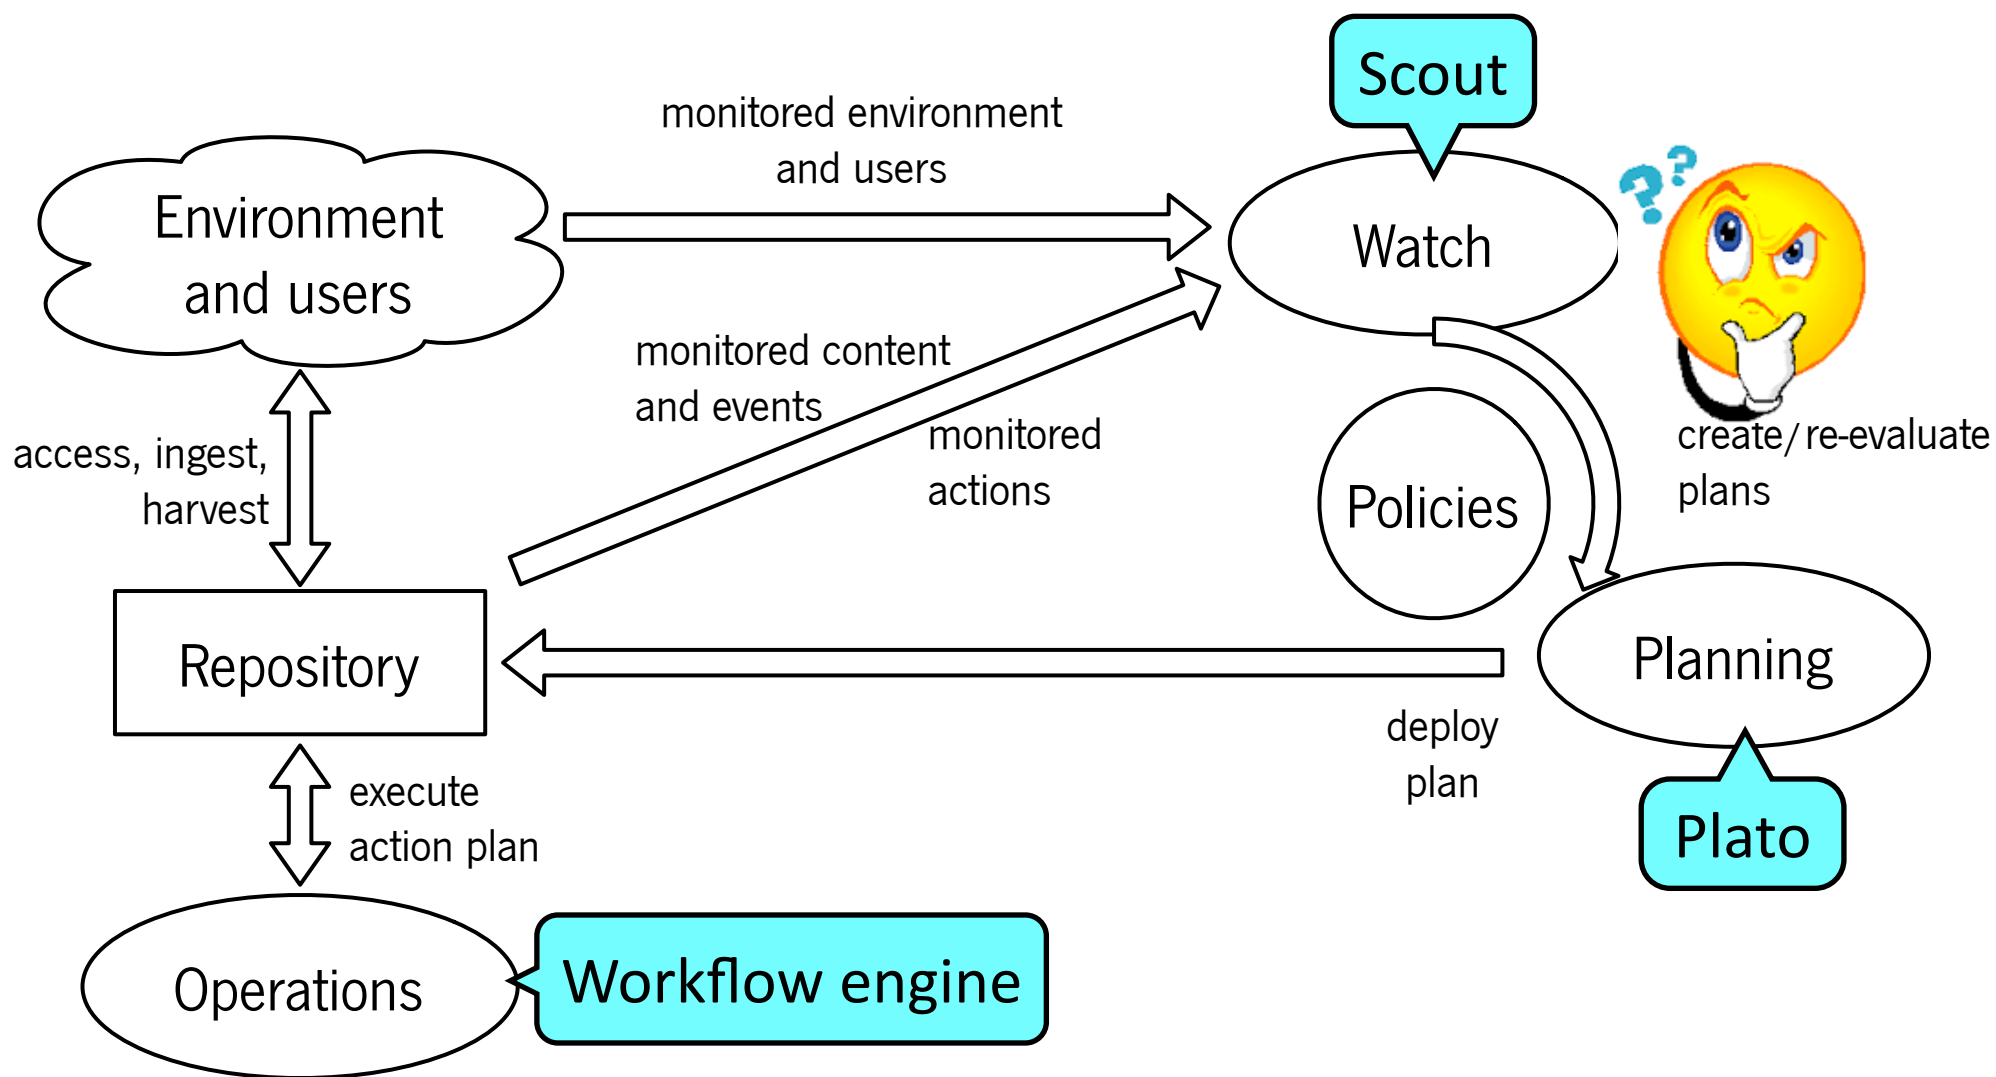 Scout
monitored environment
and users
Environment
and users
Watch
? ?
monitored content
and events
monitored
actions
create/re-evaluate
plans
access, ingest,
harvest
Policies
Repository
Planning
deploy
plan
execute
action plan
Plato
Operations
Workflow engine